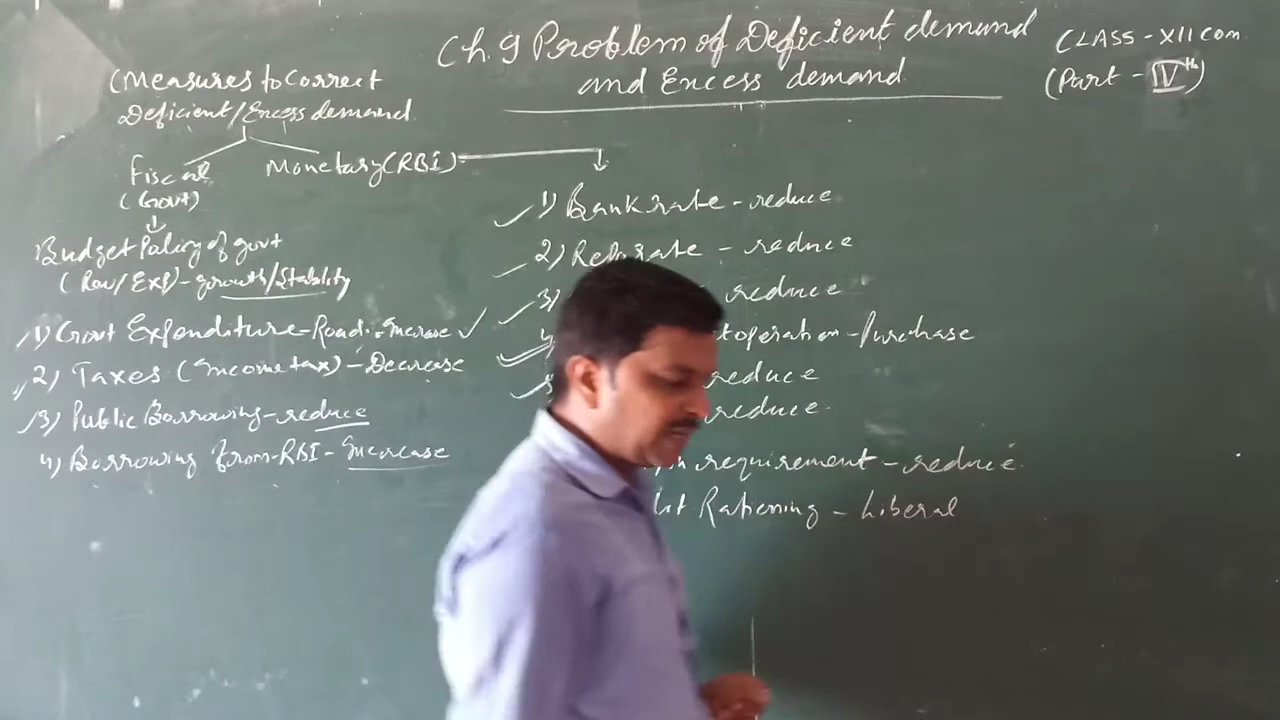 Ch.9 Problem of Deficient demand
and Excess demand
CLASS-XII Com
(Part - IVth)
(Measures to Correct
Deficient/Excess demand
Fiscal
(Govt)
Monetary (RBI)
Budget Policy of govt
(Rev/Exp) - growth/Stability
1) Govt Expenditure - Road - Increase
2) Taxes (Income tax) - Decrease
3) Public Borrowing - reduce
4) Borrowing from - RBI - Increase
1) Bank rate - reduce
2) Repo rate - reduce
3) reduce
4) operation - Purchase
5) reduce
reduce
requirement - reduce
Rationing - Liberal